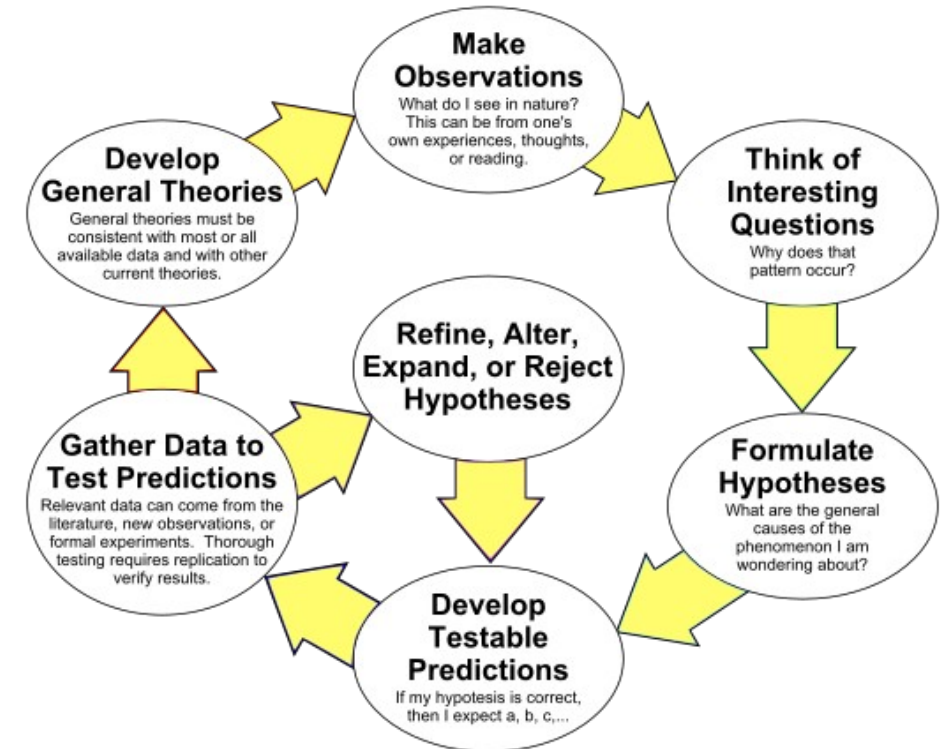 Make
Observations
What do I see in nature?
This can be from one's
own experiences, thoughts,
or reading.
Think of
Interesting
Questions
Why does that
pattern occur?
Formulate
Hypotheses
What are the general
causes of the
phenomenon I am
wondering about?
Develop
Testable
Predictions
If my hypotesis is correct,
then I expect a, b, c,...
Gather Data to
Test Predictions
Relevant data can come from the
literature, new observations, or
formal experiments. Thorough
testing requires replication to
verify results.
Refine, Alter,
Expand, or Reject
Hypotheses
Develop
General Theories
General theories must be
consistent with most or all
available data and with other
current theories.